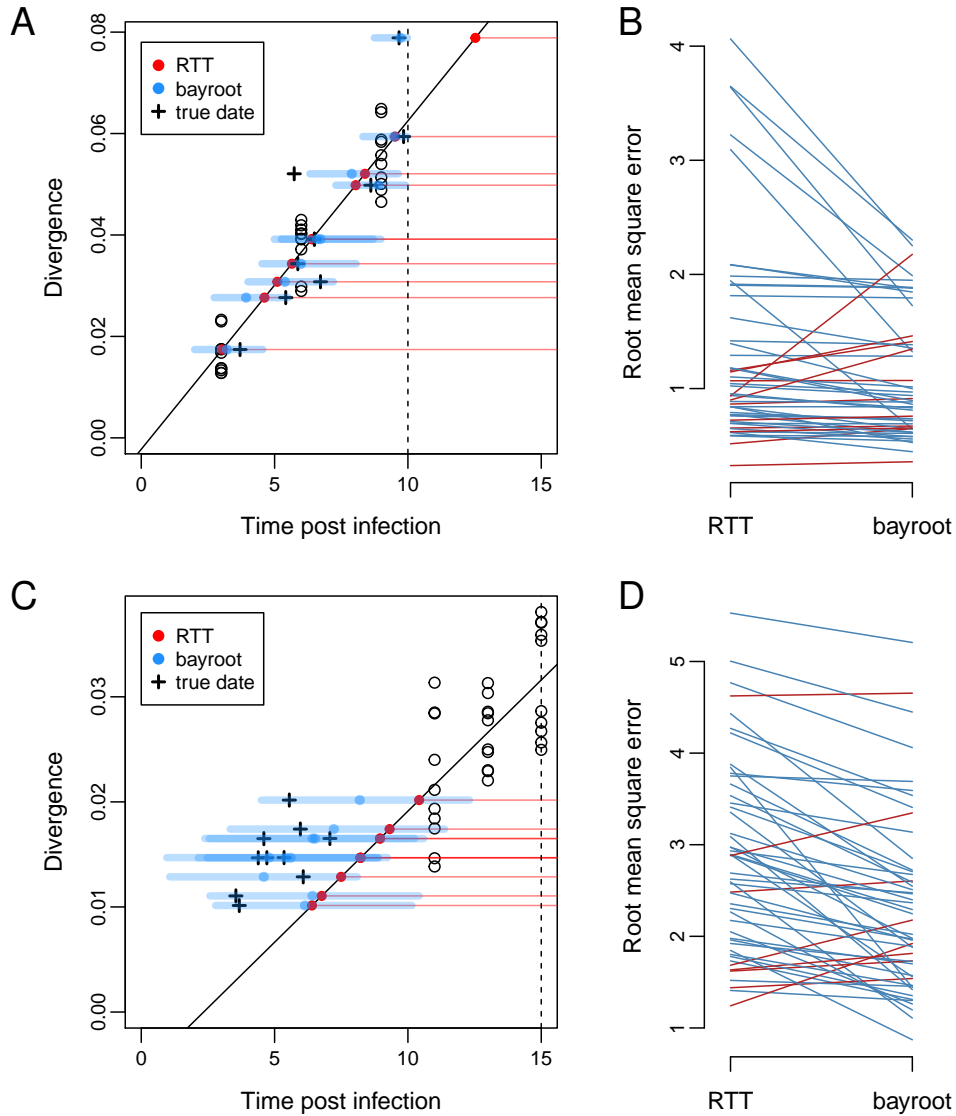 A
RTT
bayroot
true date
0.00
0.02
0.04
0.06
0.08
Divergence
0
5
10
15
Time post infection
B
1
2
3
4
Root mean square error
RTT
bayroot
C
RTT
bayroot
true date
0.00
0.01
0.02
0.03
Divergence
0
5
10
15
Time post infection
D
1
2
3
4
5
Root mean square error
RTT
bayroot